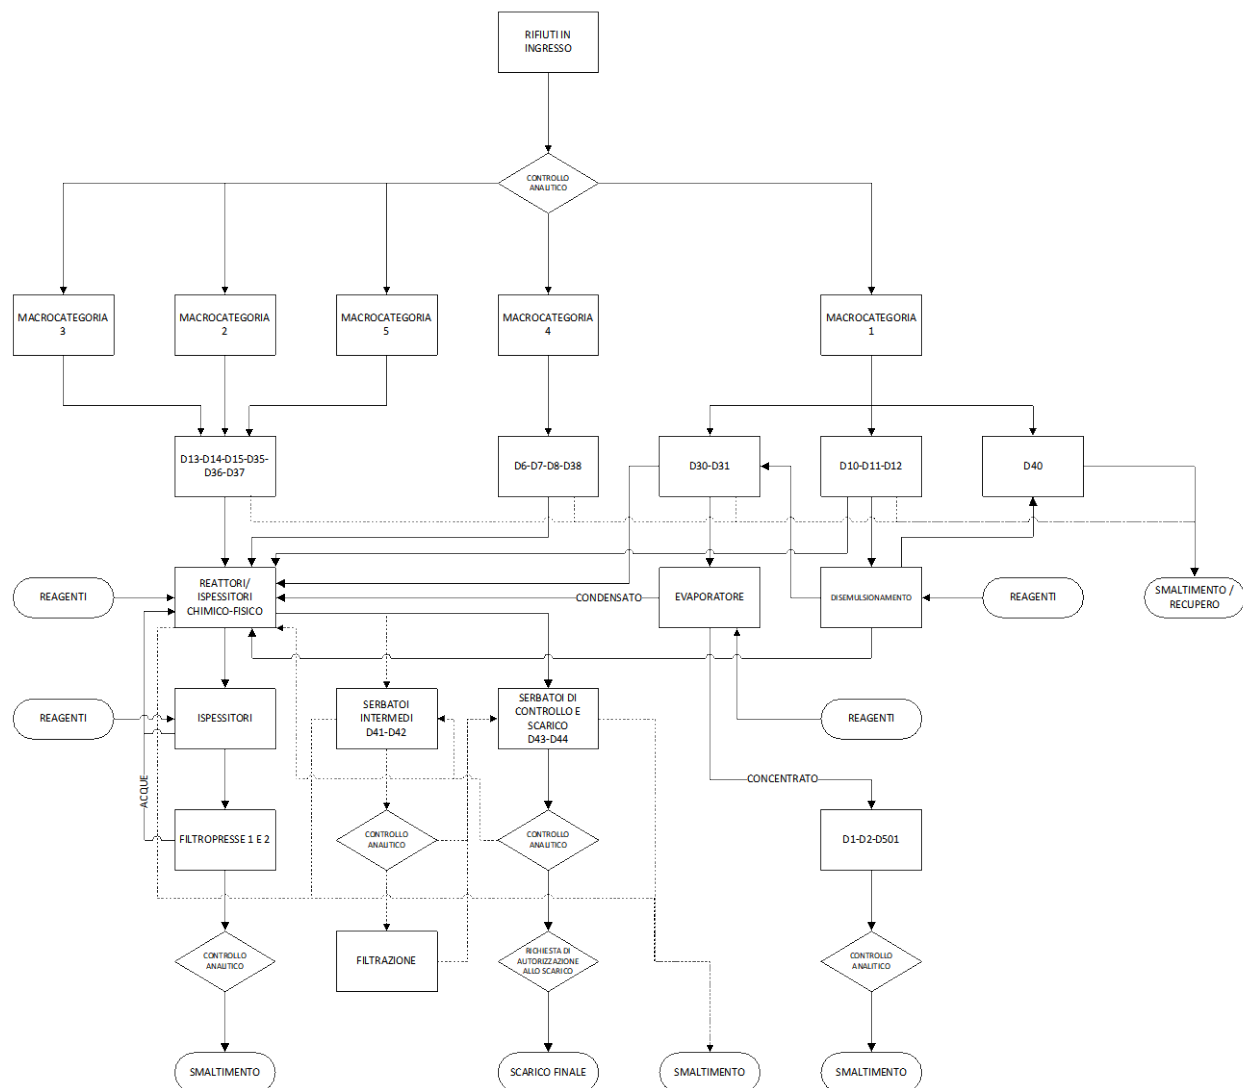 RIFIUTI IN
INGRESSO
CONTROLLO
ANALITICO
MACROCATEGORIA
3
MACROCATEGORIA
2
MACROCATEGORIA
5
MACROCATEGORIA
4
MACROCATEGORIA
1
D13-D14-D15-D35-
D36-D37
D6-D7-D8-D38
D30-D31
D10-D11-D12
D40
REAGENTI
REATTORI/
ISPESSITORI
CHIMICO-FISICO
CONDENSATO
EVAPORATORE
DISEMULSIONAMENTO
REAGENTI
SMALTIMENTO /
RECUPERO
REAGENTI
ISPESSITORI
SERBATOI
INTERMEDI
D41-D42
SERBATOI DI
CONTROLLO E
SCARICO
D43-D44
REAGENTI
ACQUE
CONCENTRATO
FILTROPRESSE 1 E 2
CONTROLLO
ANALITICO
CONTROLLO
ANALITICO
D1-D2-D501
CONTROLLO
ANALITICO
FILTRAZIONE
RICHIESTA DI
AUTORIZZAZIONE
ALLO SCARICO
CONTROLLO
ANALITICO
SMALTIMENTO
SCARICO FINALE
SMALTIMENTO
SMALTIMENTO